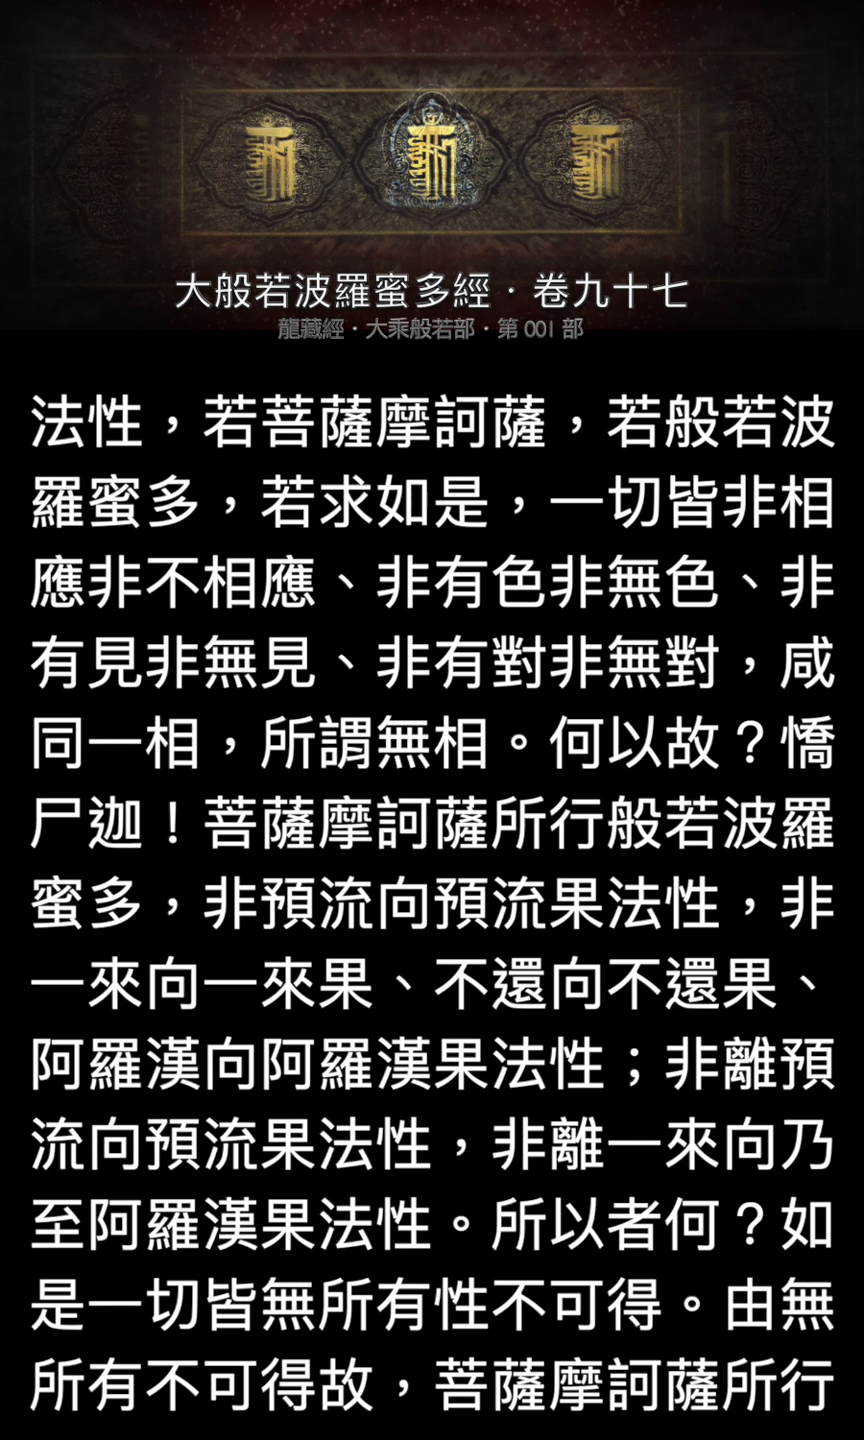 大般若波羅蜜多經．卷九十七
龍藏經．大乘般若部．第 001 部
法性，若菩薩摩訶薩，若般若波
羅蜜多，若求如是，一切皆非相
應非不相應、非有色非無色、非
有見非無見、非有對非無對，咸
同一相，所謂無相。何以故？憍
尸迦！菩薩摩訶薩所行般若波羅
蜜多，非預流向預流果法性，非
一來向一來果、不還向不還果、
阿羅漢向阿羅漢果法性；非離預
流向預流果法性，非離一來向乃
至阿羅漢果法性。所以者何？如
是一切皆無所有性不可得。由無
所有不可得故，菩薩摩訶薩所行